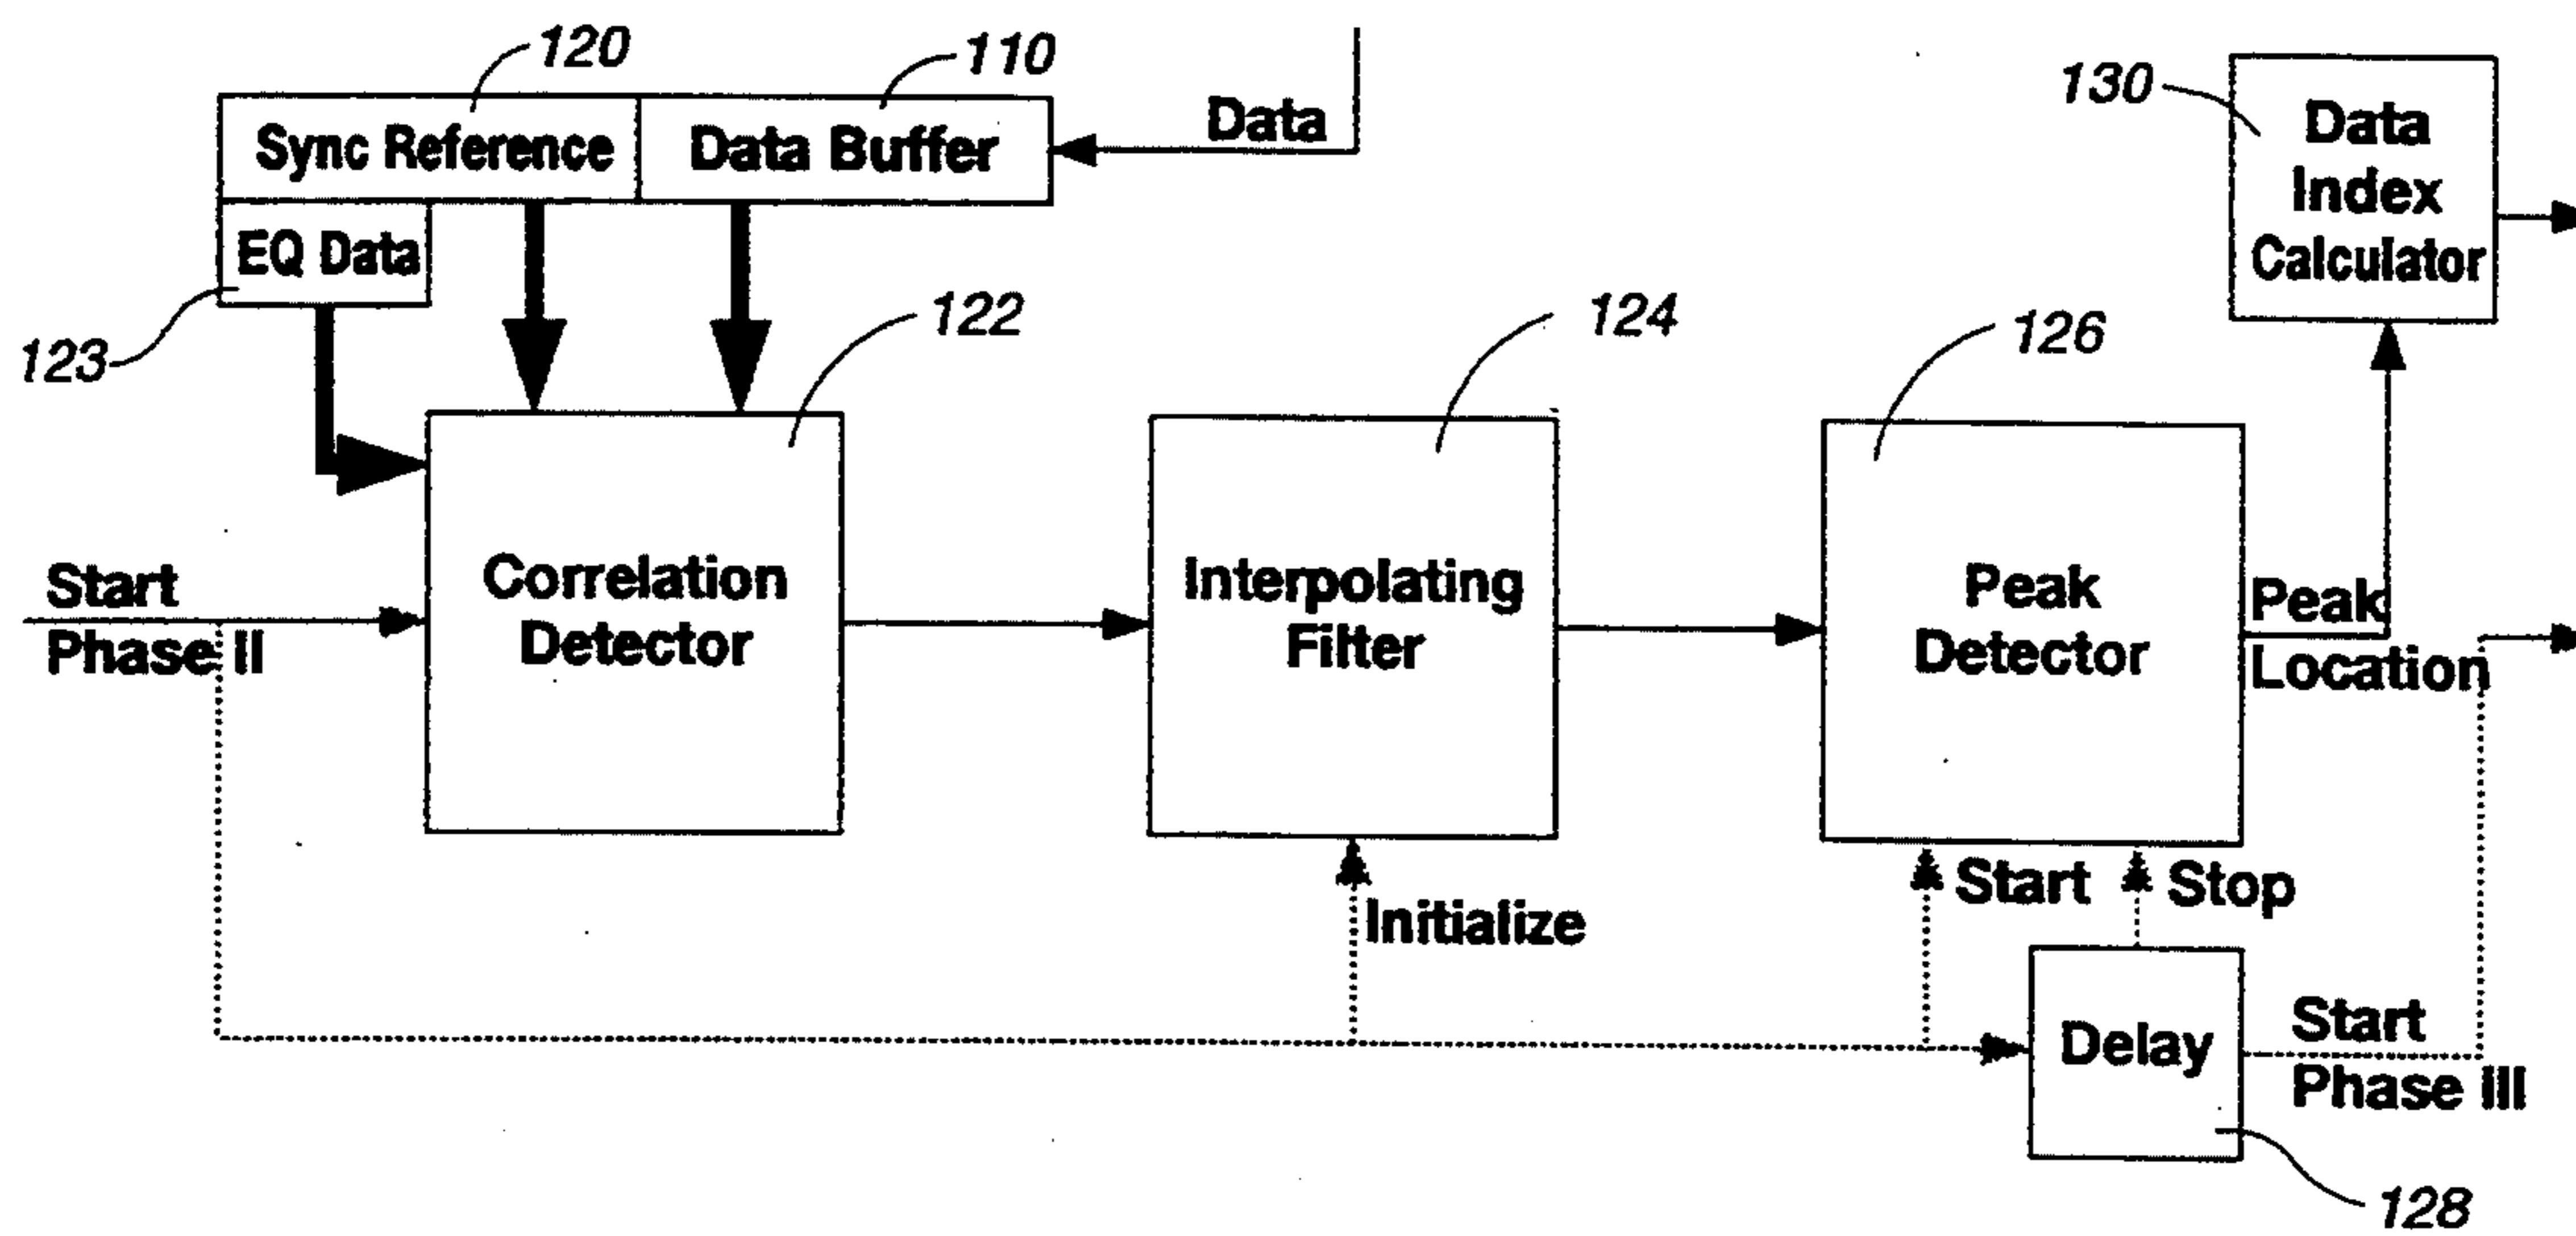 120
110
Data
130
Data
Index
Calculator
Sync Reference
Data Buffer
EQ Data
123
122
124
126
Start
Phase II
Correlation
Detector
Interpolating
Filter
Peak
Detector
Peak
Location
Initialize
Start
Stop
Delay
Start
Phase III
128